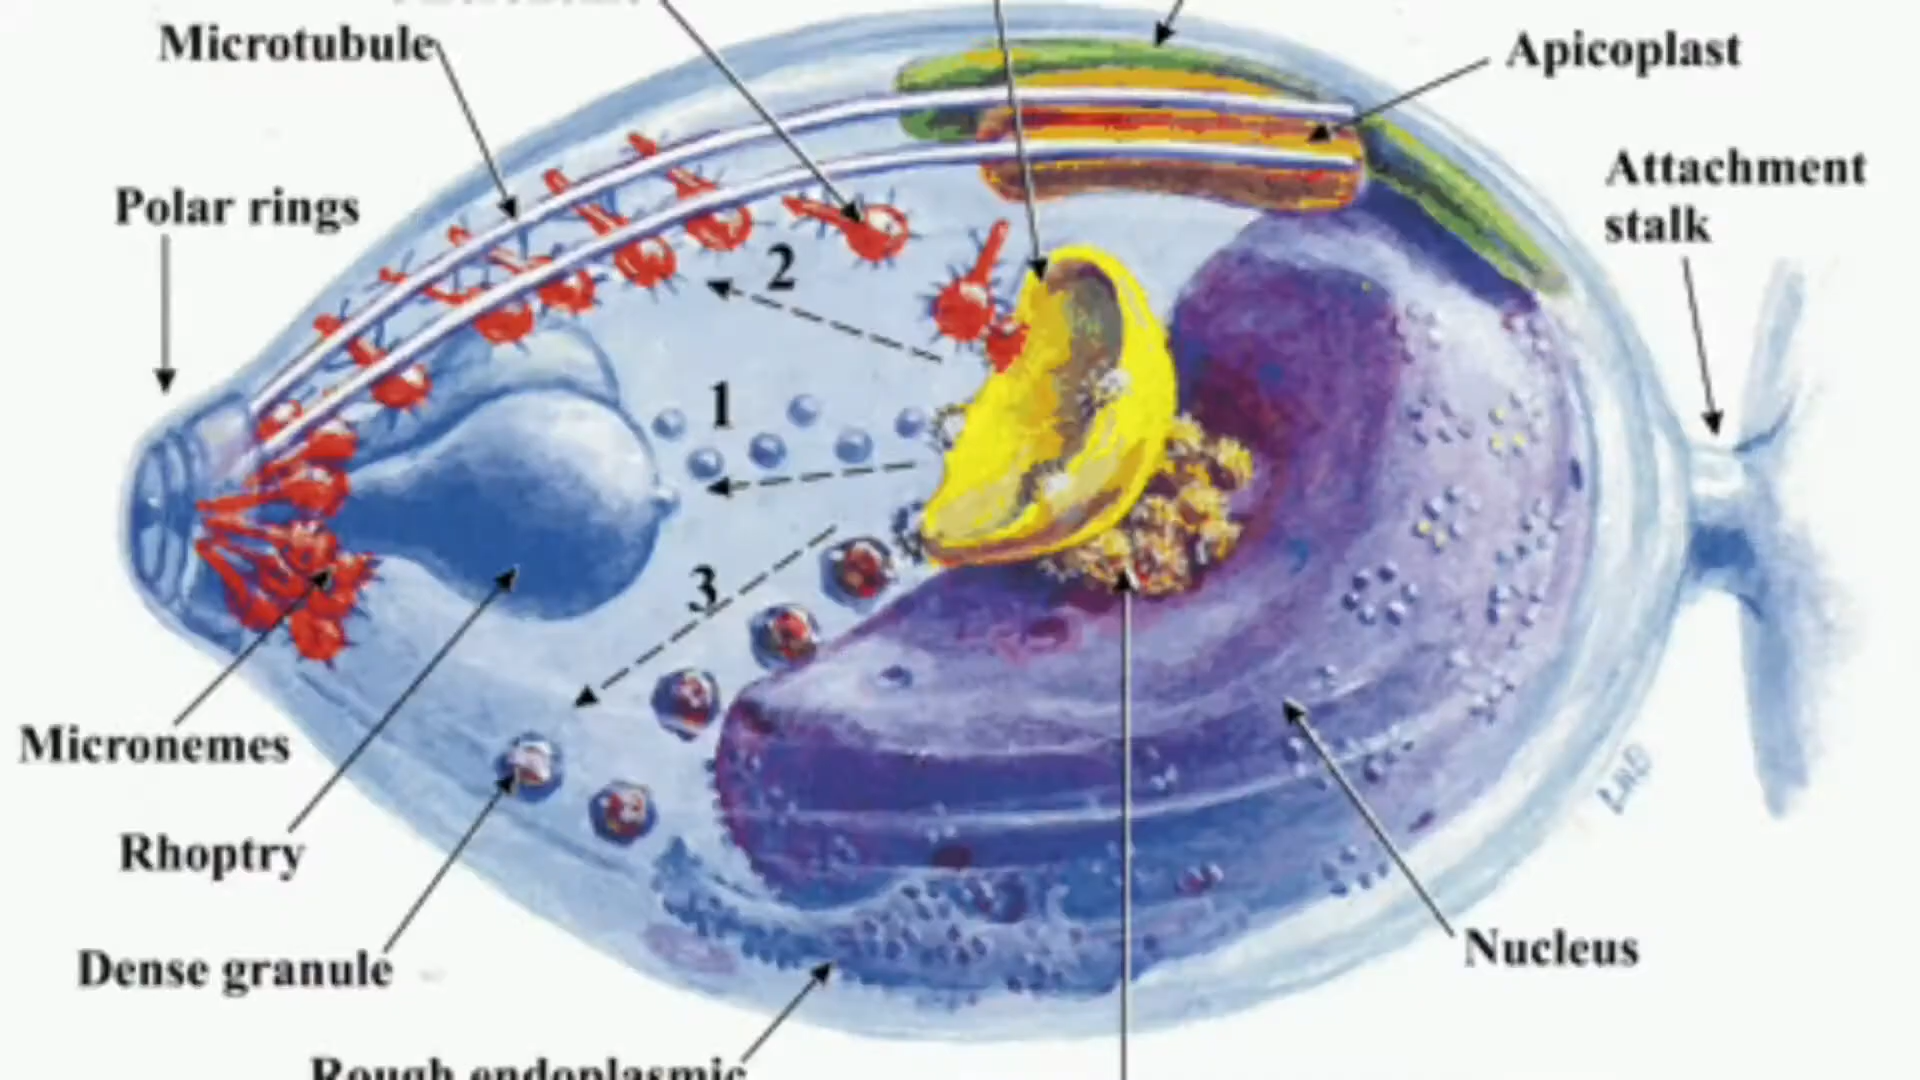 Microtubule
Apicoplast
Attachment
stalk
Polar rings
2
1
3
Micronemes
Rhoptry
Dense granule
Nucleus
Rough endoplasmic